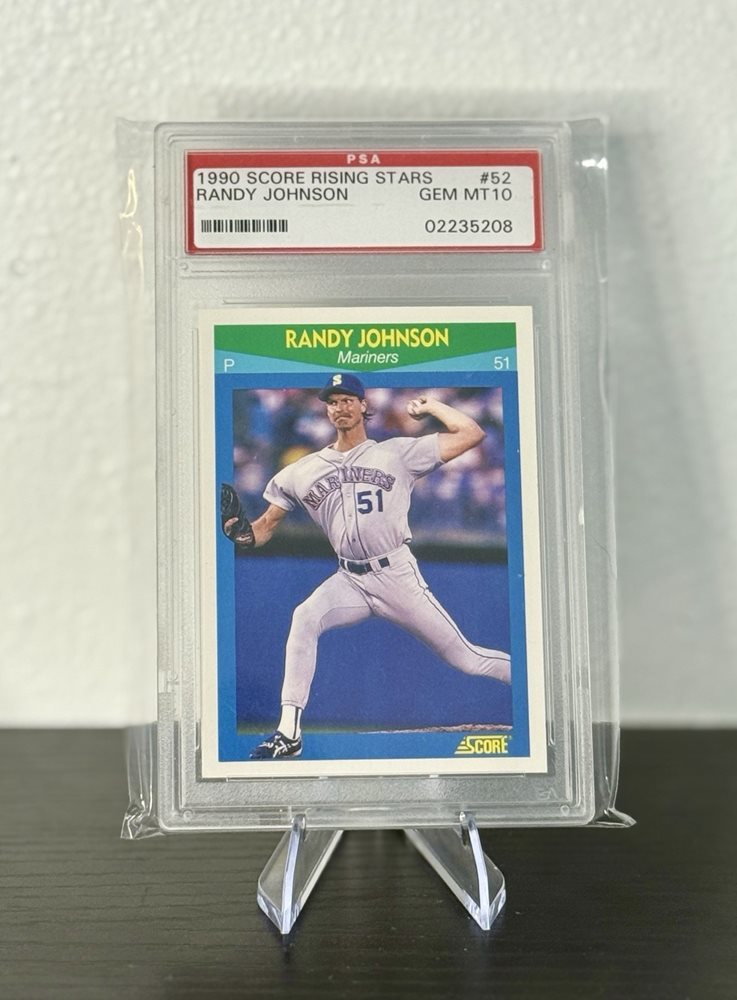 PSA
1990 SCORE RISING STARS #52
RANDY JOHNSON GEM MT10
02235208
RANDY JOHNSON
Mariners
P 51
S
MARINERS
51
SCORE